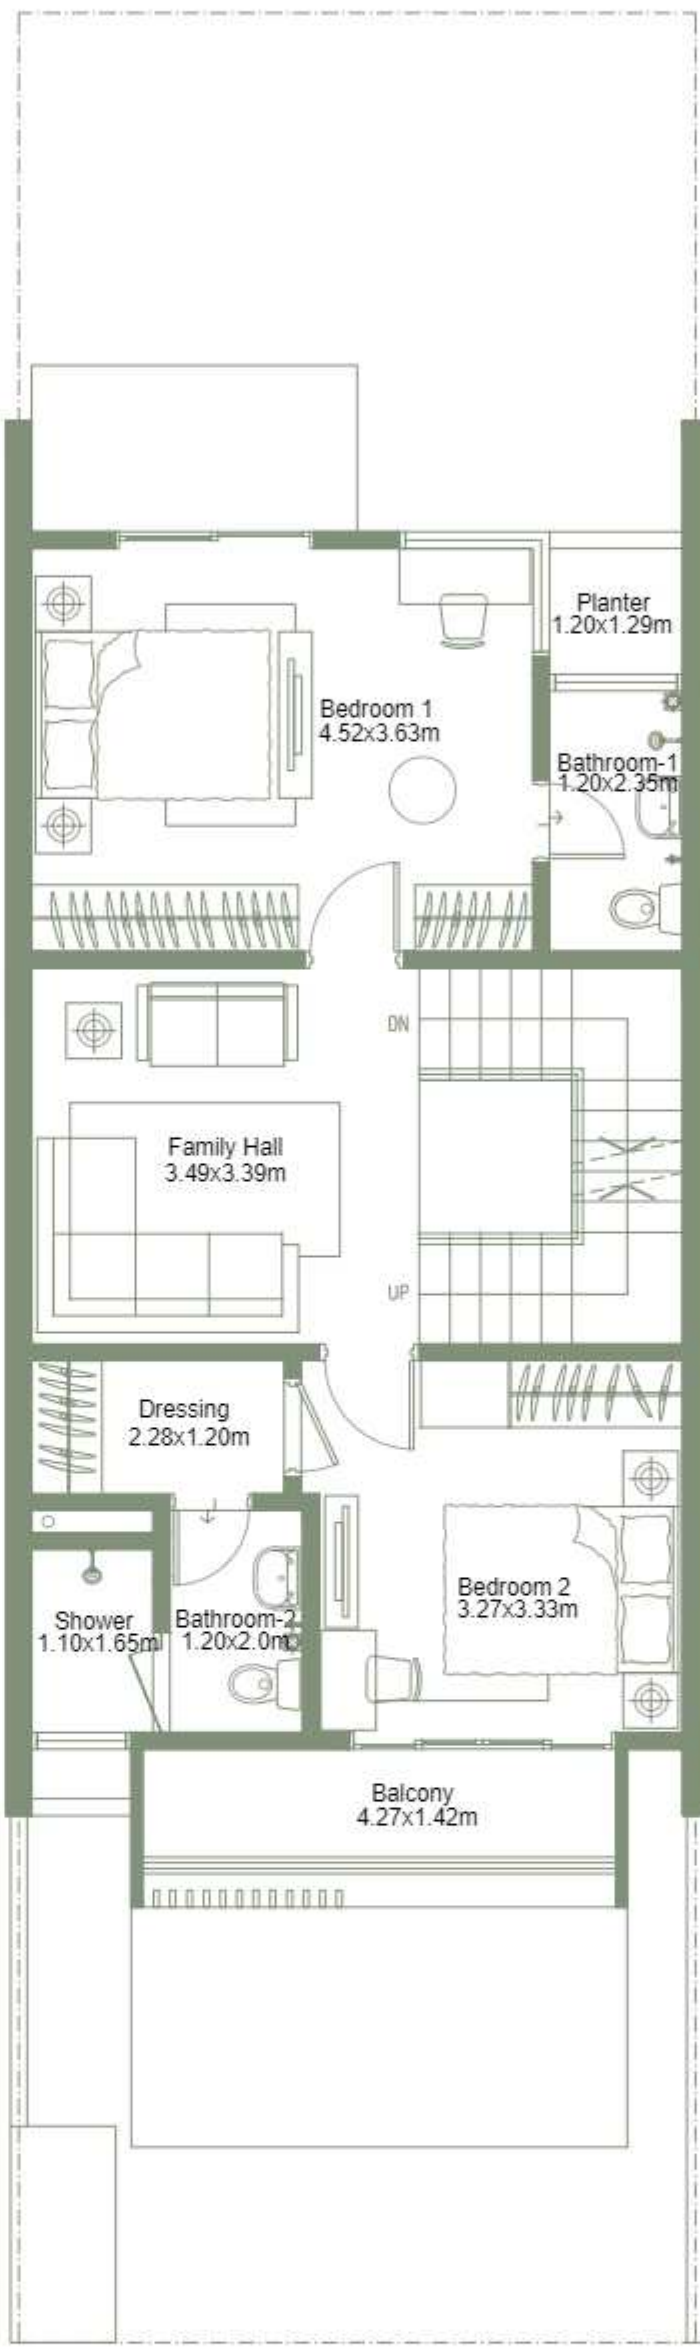 Planter
1.20x1.29m
Bedroom 1
4.52x3.63m
Bathroom-1
1.20x2.35m
DN
Family Hall
3.49x3.39m
UP
Dressing
2.28x1.20m
Bedroom 2
3.27x3.33m
Shower
1.10x1.65m
Bathroom-2
1.20x2.0m
Balcony
4.27x1.42m